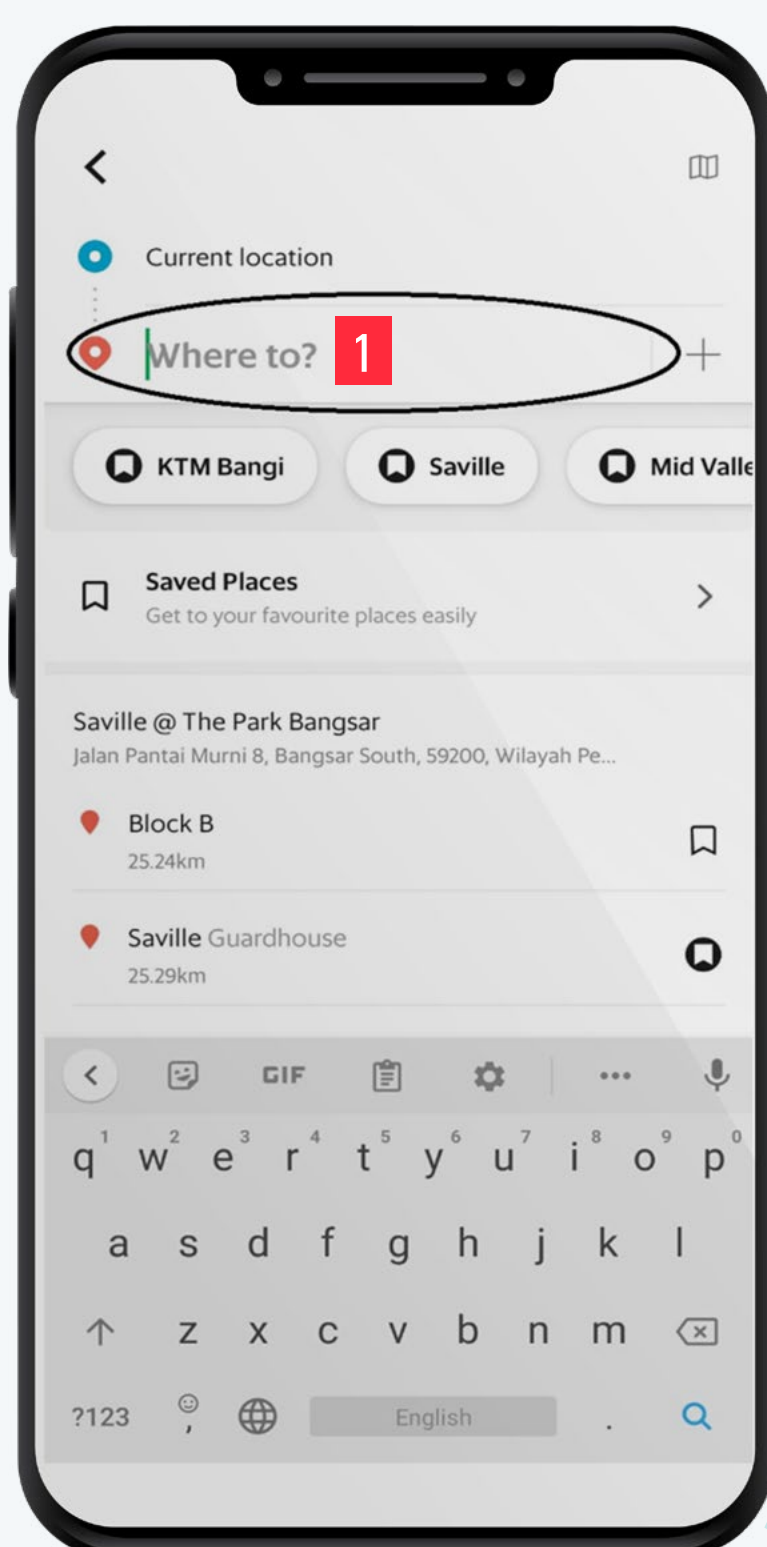 Current location
Where to? 1
KTM Bangi Saville Mid Valle
Saved Places
Get to your favourite places easily
Saville @ The Park Bangsar
Jalan Pantai Murni 8, Bangsar South, 59200, Wilayah Pe...
Block B
25.24km
Saville Guardhouse
25.29km
GIF
q1 w2 e3 r4 t5 y6 u7 i8 o9 p0
a s d f g h j k l
z x c v b n m
?123 , English .